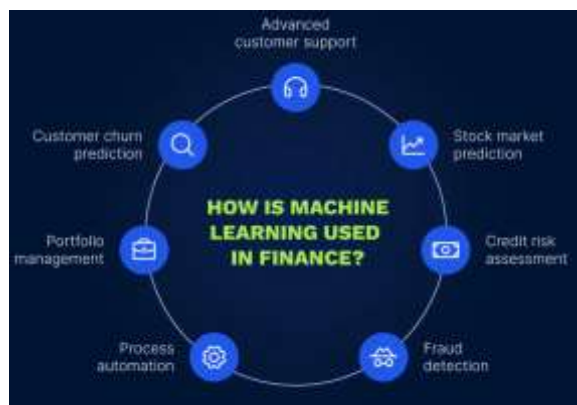 Advanced
customer support
Customer churn
prediction
Stock market
prediction
HOW IS MACHINE
LEARNING USED
IN FINANCE?
Portfolio
management
Credit risk
assessment
Process
automation
Fraud
detection